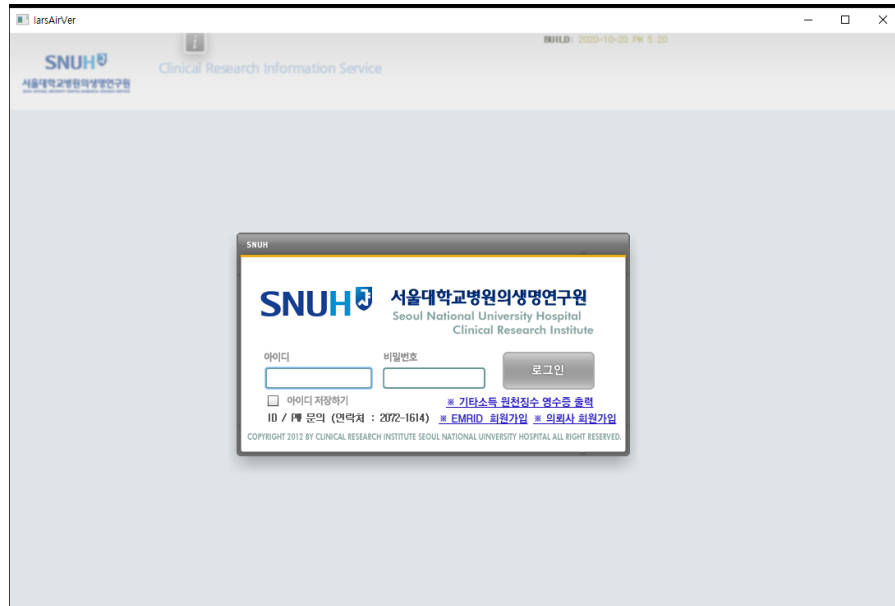 IarsAirVer
BUILD: 2020-10-20 PM 5:20
SNUH
서울대학교병원의생명연구원
Clinical Research Information Service
SNUH
SNUH
서울대학교병원의생명연구원
Seoul National University Hospital
Clinical Research Institute
아이디 비밀번호
로그인
아이디 저장하기 ※ 기타소득 원천징수 영수증 출력
ID / PW 문의 (연락처 : 2072-1614) ※ EMRID 회원가입 ※ 의뢰사 회원가입
COPYRIGHT 2012 BY CLINICAL RESEARCH INSTITUTE SEOUL NATIONAL UINVERSITY HOSPITAL ALL RIGHT RESERVED.